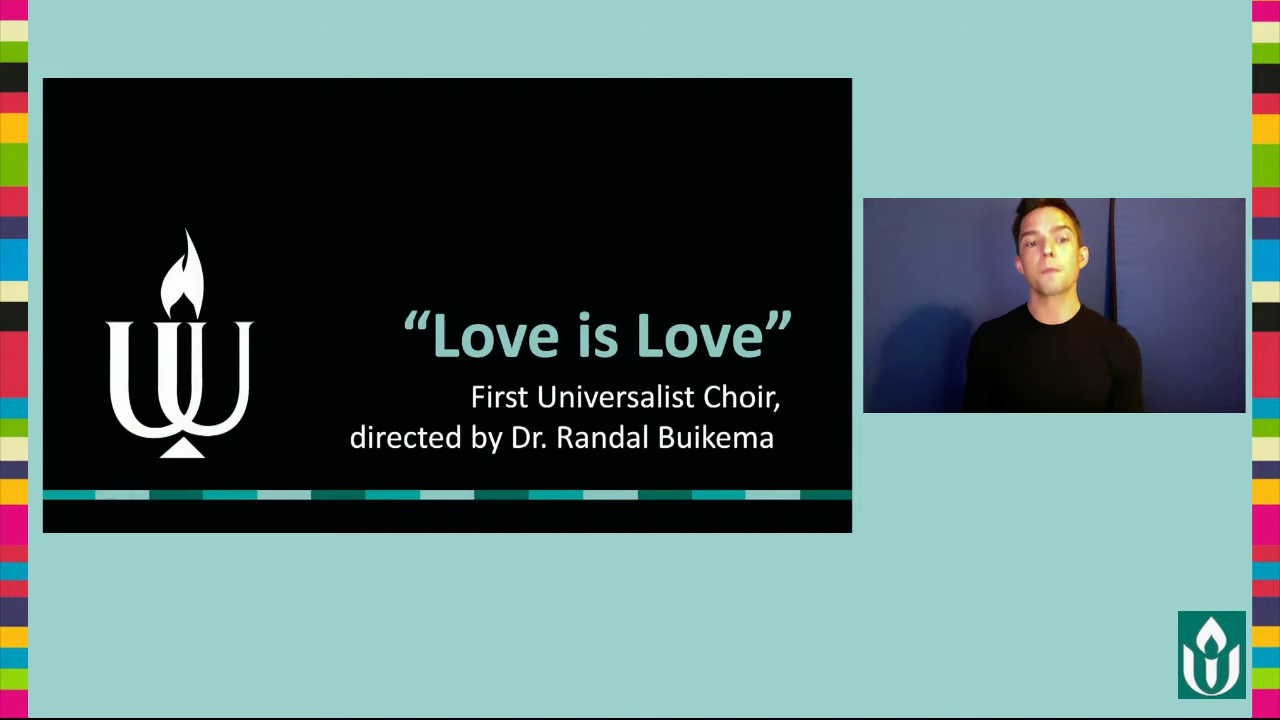 “Love is Love”
First Universalist Choir,
directed by Dr. Randal Buikema